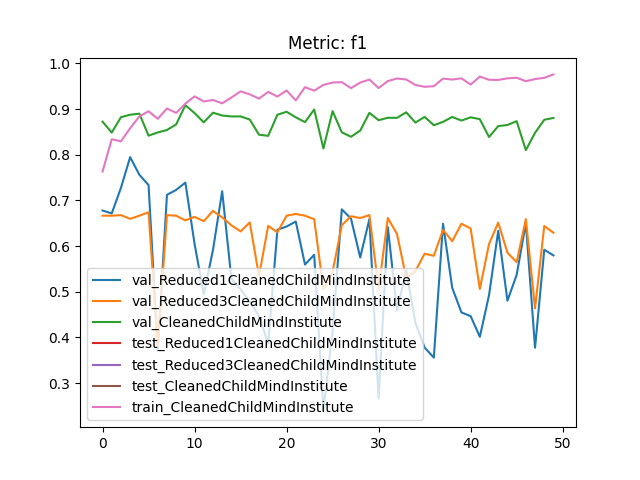 Metric: f1
1.0
0.9
0.8
0.7
0.6
0.5
0.4
0.3
val_Reduced1CleanedChildMindInstitute
val_Reduced3CleanedChildMindInstitute
val_CleanedChildMindInstitute
test_Reduced1CleanedChildMindInstitute
test_Reduced3CleanedChildMindInstitute
test_CleanedChildMindInstitute
train_CleanedChildMindInstitute
0 10 20 30 40 50